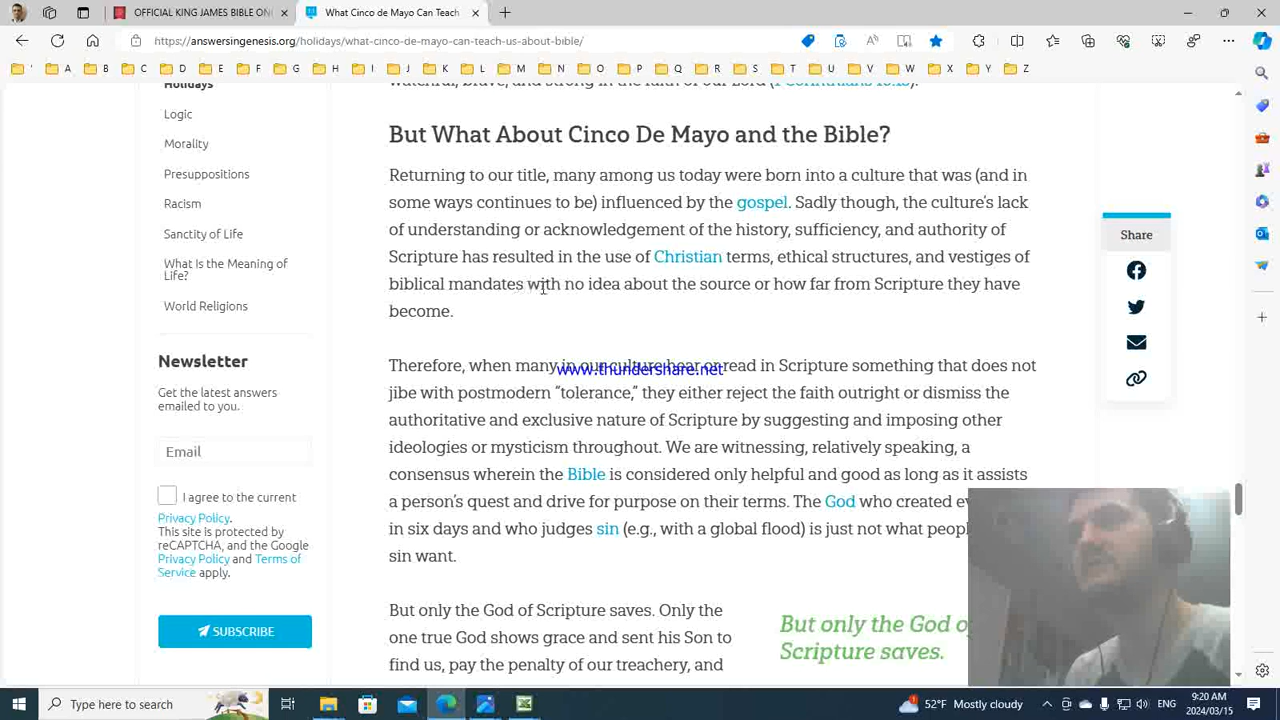 OFFICIAL KING JAMES BIBLE ON
What Cinco de Mayo Can Teach Us
https://answersingenesis.org/holidays/what-cinco-de-mayo-can-teach-us-about-bible/
' A B C D E F G H I J K L M N O P Q R S T U V W X Y Z
Holidays
Logic
Morality
Presuppositions
Racism
Sanctity of Life
What Is the Meaning of
Life?
World Religions
Newsletter
Get the latest answers
emailed to you.
Email
I agree to the current
Privacy Policy.
This site is protected by
reCAPTCHA, and the Google
Privacy Policy and Terms of
Service apply.
SUBSCRIBE
watchful, brave, and strong in the faith of our Lord (1 Corinthians 16:13).
But What About Cinco De Mayo and the Bible?
Returning to our title, many among us today were born into a culture that was (and in
some ways continues to be) influenced by the gospel. Sadly though, the culture's lack
of understanding or acknowledgement of the history, sufficiency, and authority of
Scripture has resulted in the use of Christian terms, ethical structures, and vestiges of
biblical mandates with no idea about the source or how far from Scripture they have
become.
Therefore, when many in our culture hear or read in Scripture something that does not
www.thundershare.net
jibe with postmodern “tolerance,” they either reject the faith outright or dismiss the
authoritative and exclusive nature of Scripture by suggesting and imposing other
ideologies or mysticism throughout. We are witnessing, relatively speaking, a
consensus wherein the Bible is considered only helpful and good as long as it assists
a person's quest and drive for purpose on their terms. The God who created
in six days and who judges sin (e.g., with a global flood) is just not what
sin want.
But only the God of Scripture saves. Only the
one true God shows grace and sent his Son to
find us, pay the penalty of our treachery, and
But only the God
Scripture saves.
Share
Type here to search
52°F Mostly cloudy
ENG
9:20 AM
2024/03/15